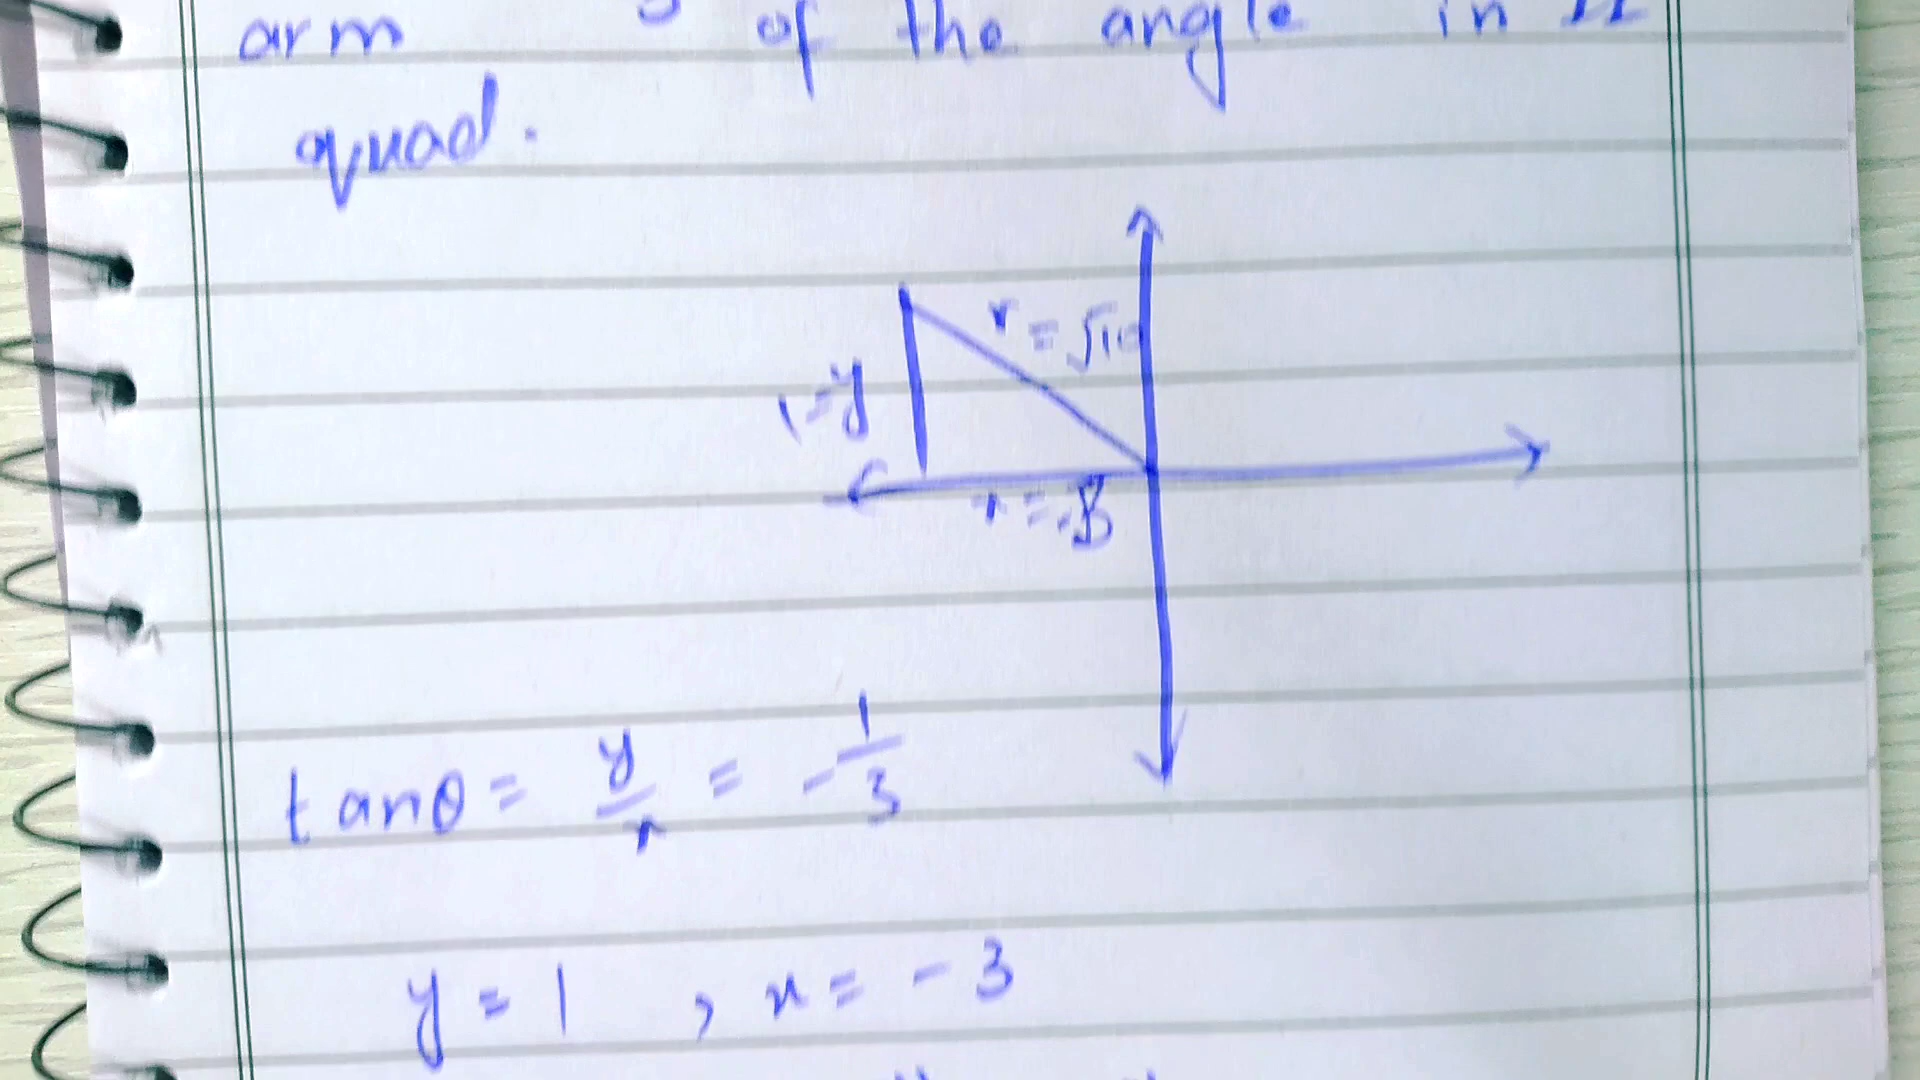 arm of the angle in II
quad.
r = √10
1 = y
x = -3
tanθ = y/x = - 1/3
y = 1 , x = - 3